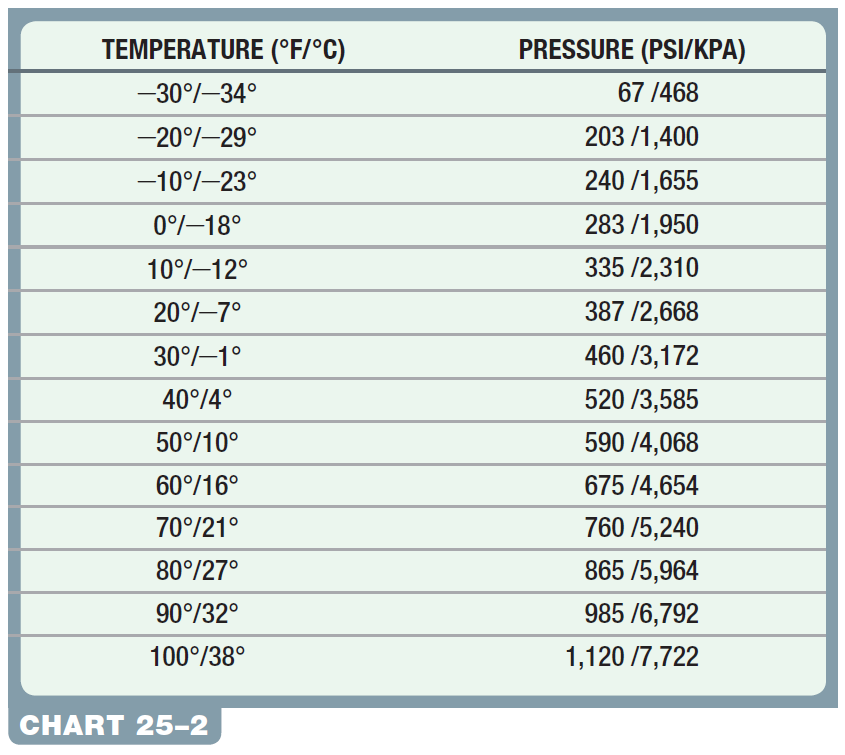 TEMPERATURE (°F/°C) PRESSURE (PSI/KPA)
—30°/—34° 67 /468
—20°/—29° 203 /1,400
—10°/—23° 240 /1,655
0°/—18° 283 /1,950
10°/—12° 335 /2,310
20°/—7° 387 /2,668
30°/—1° 460 /3,172
40°/4° 520 /3,585
50°/10° 590 /4,068
60°/16° 675 /4,654
70°/21° 760 /5,240
80°/27° 865 /5,964
90°/32° 985 /6,792
100°/38° 1,120 /7,722
CHART 25–2